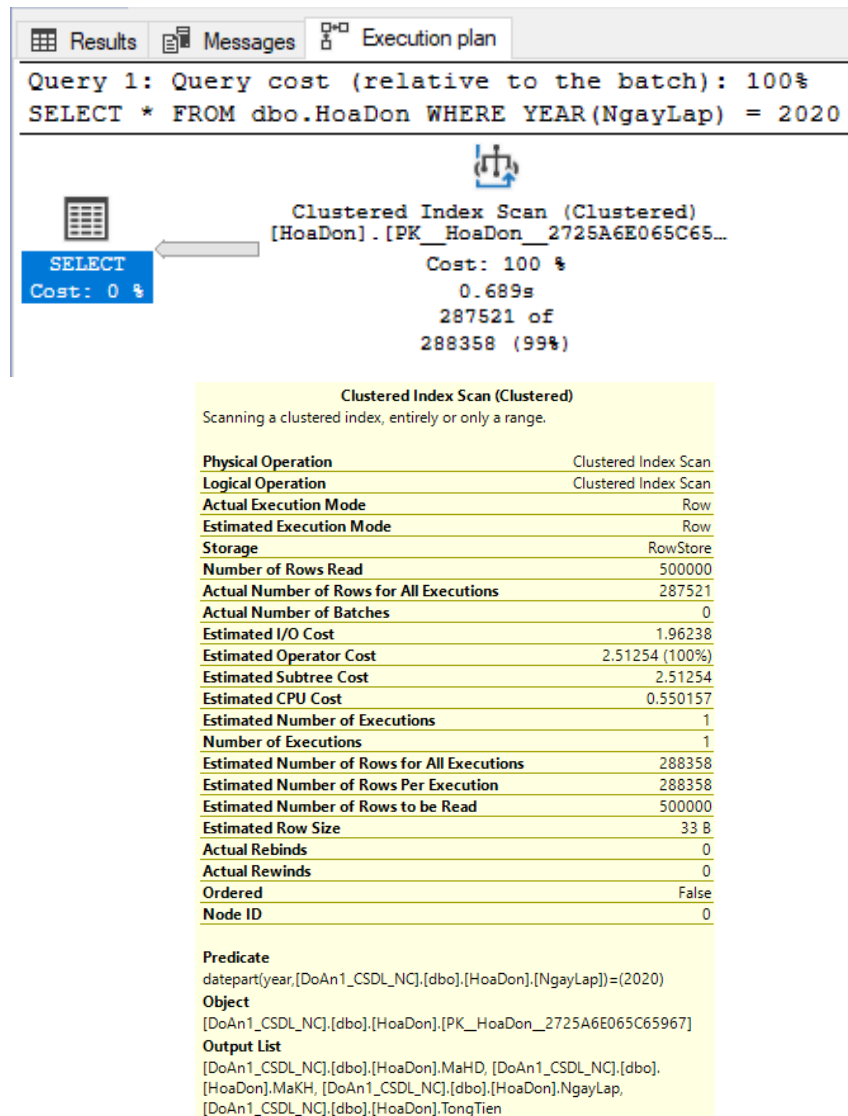 Results Messages Execution plan
Query 1: Query cost (relative to the batch): 100%
SELECT * FROM dbo.HoaDon WHERE YEAR(NgayLap) = 2020
SELECT
Cost: 0 %
Clustered Index Scan (Clustered)
[HoaDon].[PK__HoaDon__2725A6E065C65…
Cost: 100 %
0.689s
287521 of
288358 (99%)
Clustered Index Scan (Clustered)
Scanning a clustered index, entirely or only a range.
Physical Operation Clustered Index Scan
Logical Operation Clustered Index Scan
Actual Execution Mode Row
Estimated Execution Mode Row
Storage RowStore
Number of Rows Read 500000
Actual Number of Rows for All Executions 287521
Actual Number of Batches 0
Estimated I/O Cost 1.96238
Estimated Operator Cost 2.51254 (100%)
Estimated Subtree Cost 2.51254
Estimated CPU Cost 0.550157
Estimated Number of Executions 1
Number of Executions 1
Estimated Number of Rows for All Executions 288358
Estimated Number of Rows Per Execution 288358
Estimated Number of Rows to be Read 500000
Estimated Row Size 33 B
Actual Rebinds 0
Actual Rewinds 0
Ordered False
Node ID 0
Predicate
datepart(year,[DoAn1_CSDL_NC].[dbo].[HoaDon].[NgayLap])=(2020)
Object
[DoAn1_CSDL_NC].[dbo].[HoaDon].[PK__HoaDon__2725A6E065C65967]
Output List
[DoAn1_CSDL_NC].[dbo].[HoaDon].MaHD, [DoAn1_CSDL_NC].[dbo].
[HoaDon].MaKH, [DoAn1_CSDL_NC].[dbo].[HoaDon].NgayLap,
[DoAn1_CSDL_NC].[dbo].[HoaDon].TongTien